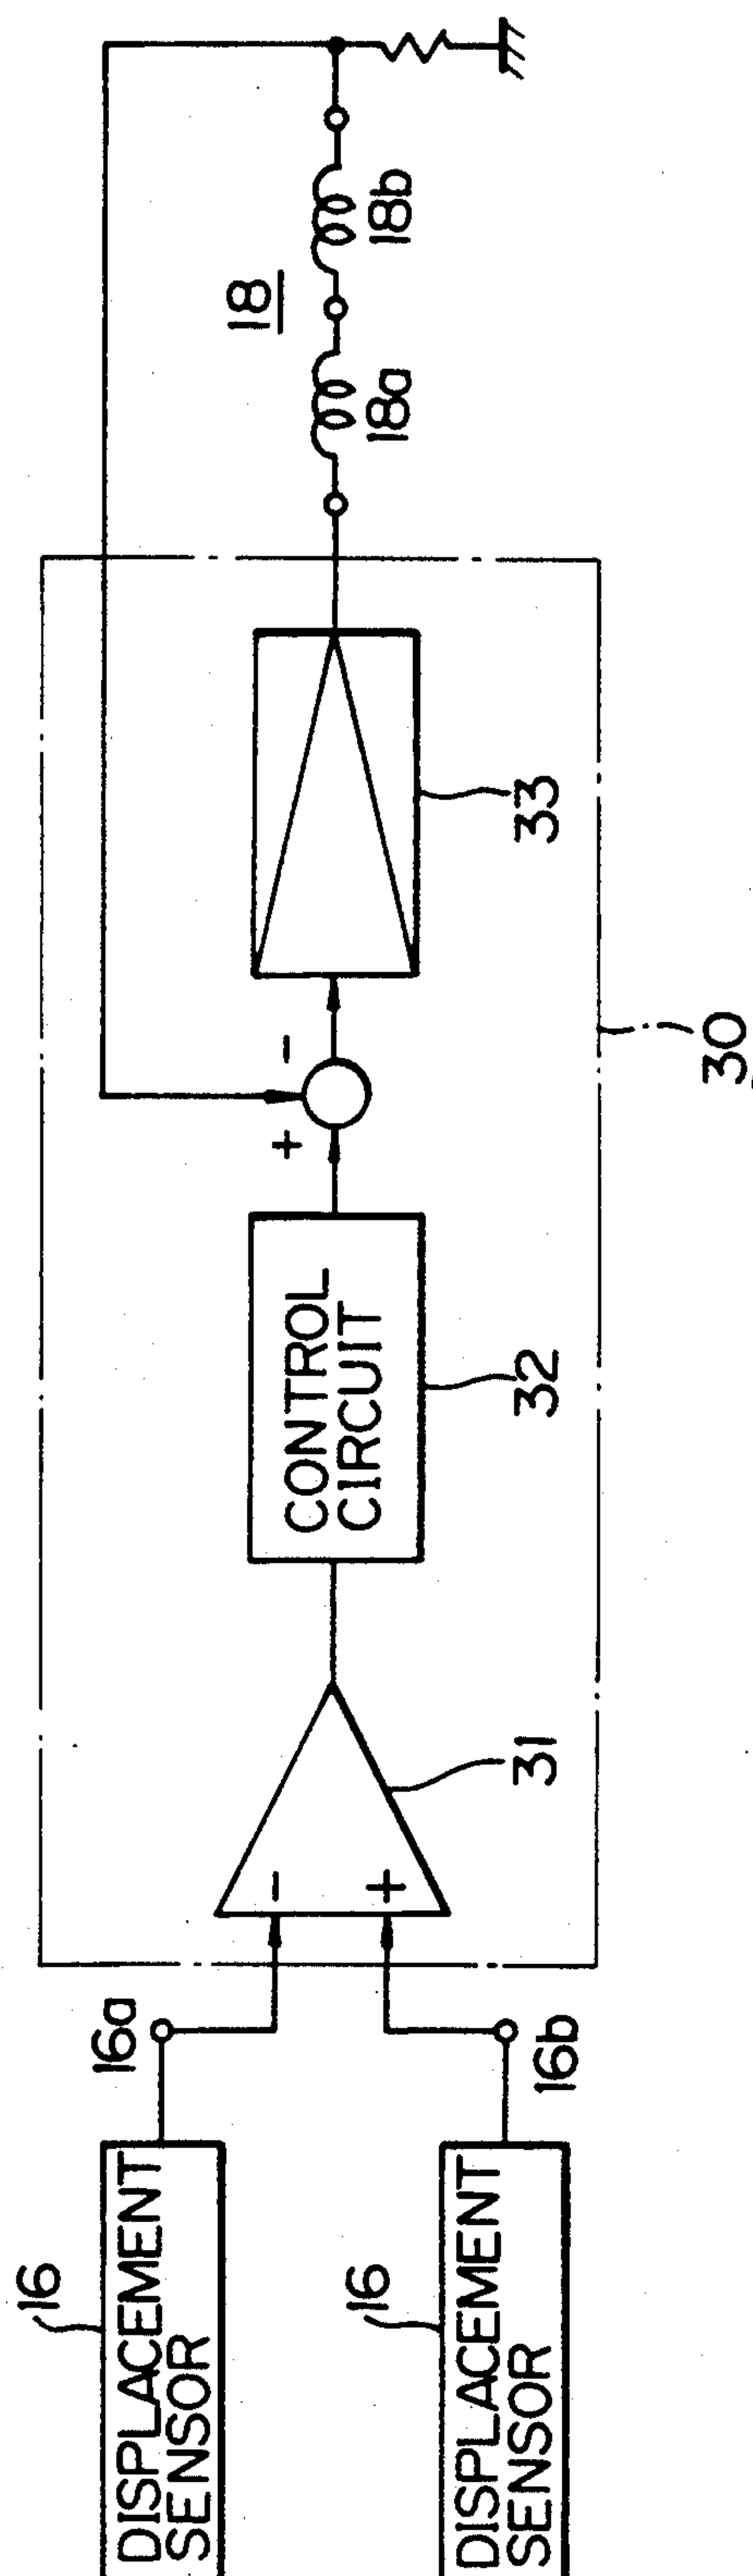 16
DISPLACEMENT
SENSOR
16a
16
DISPLACEMENT
SENSOR
16b
-
+
31
CONTROL
CIRCUIT
32
+
-
33
30
18
18a
18b